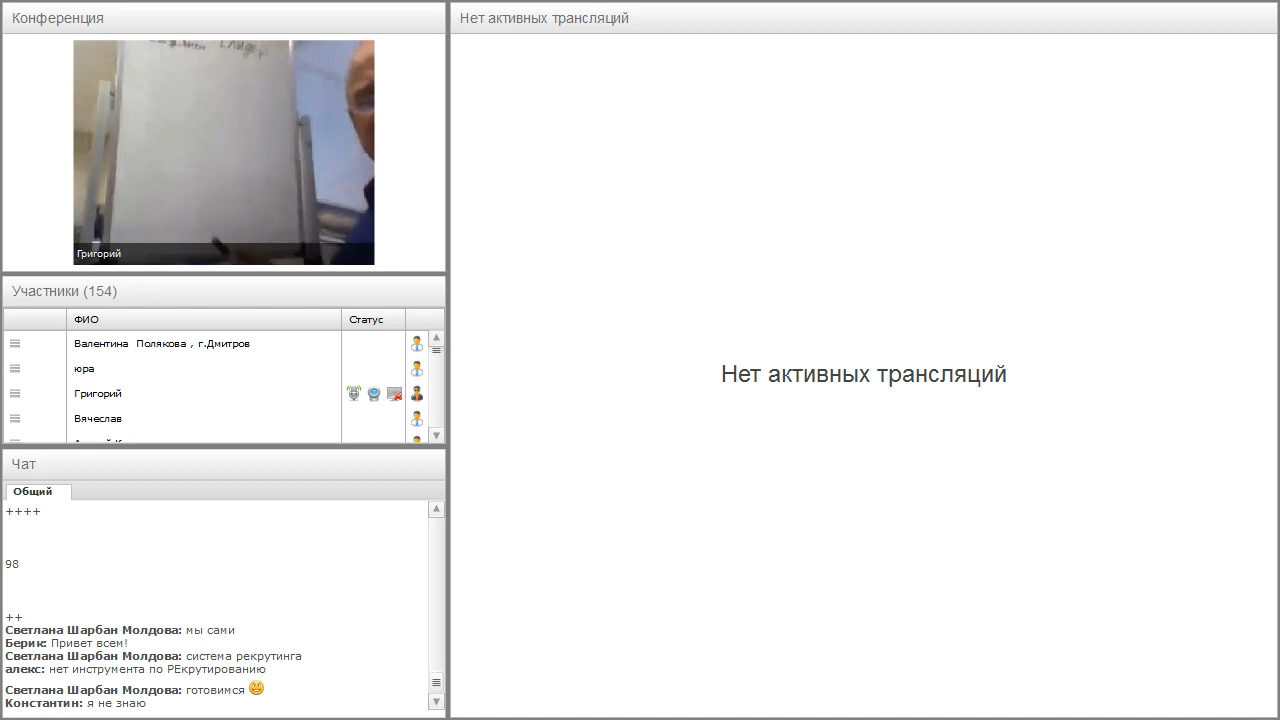 Конференция
Нет активных трансляций
Григорий
Участники (154)
ФИО
Статус
Валентина Полякова , г.Дмитров
юра
Григорий
Вячеслав
Нет активных трансляций
Чат
Общий
++++
98
++
Светлана Шарбан Молдова: мы сами
Берик: Привет всем!
Светлана Шарбан Молдова: система рекрутинга
алекс: нет инструмента по РЕкрутированию
Светлана Шарбан Молдова: готовимся
Константин: я не знаю